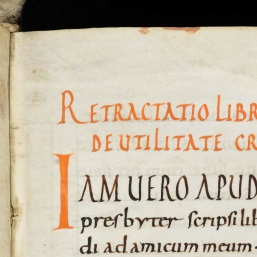 RETRACTATIO LIBR
DE UTILITATE CR
IAM UERO APUD
presbyter scripsi lib
di ad amicum meum